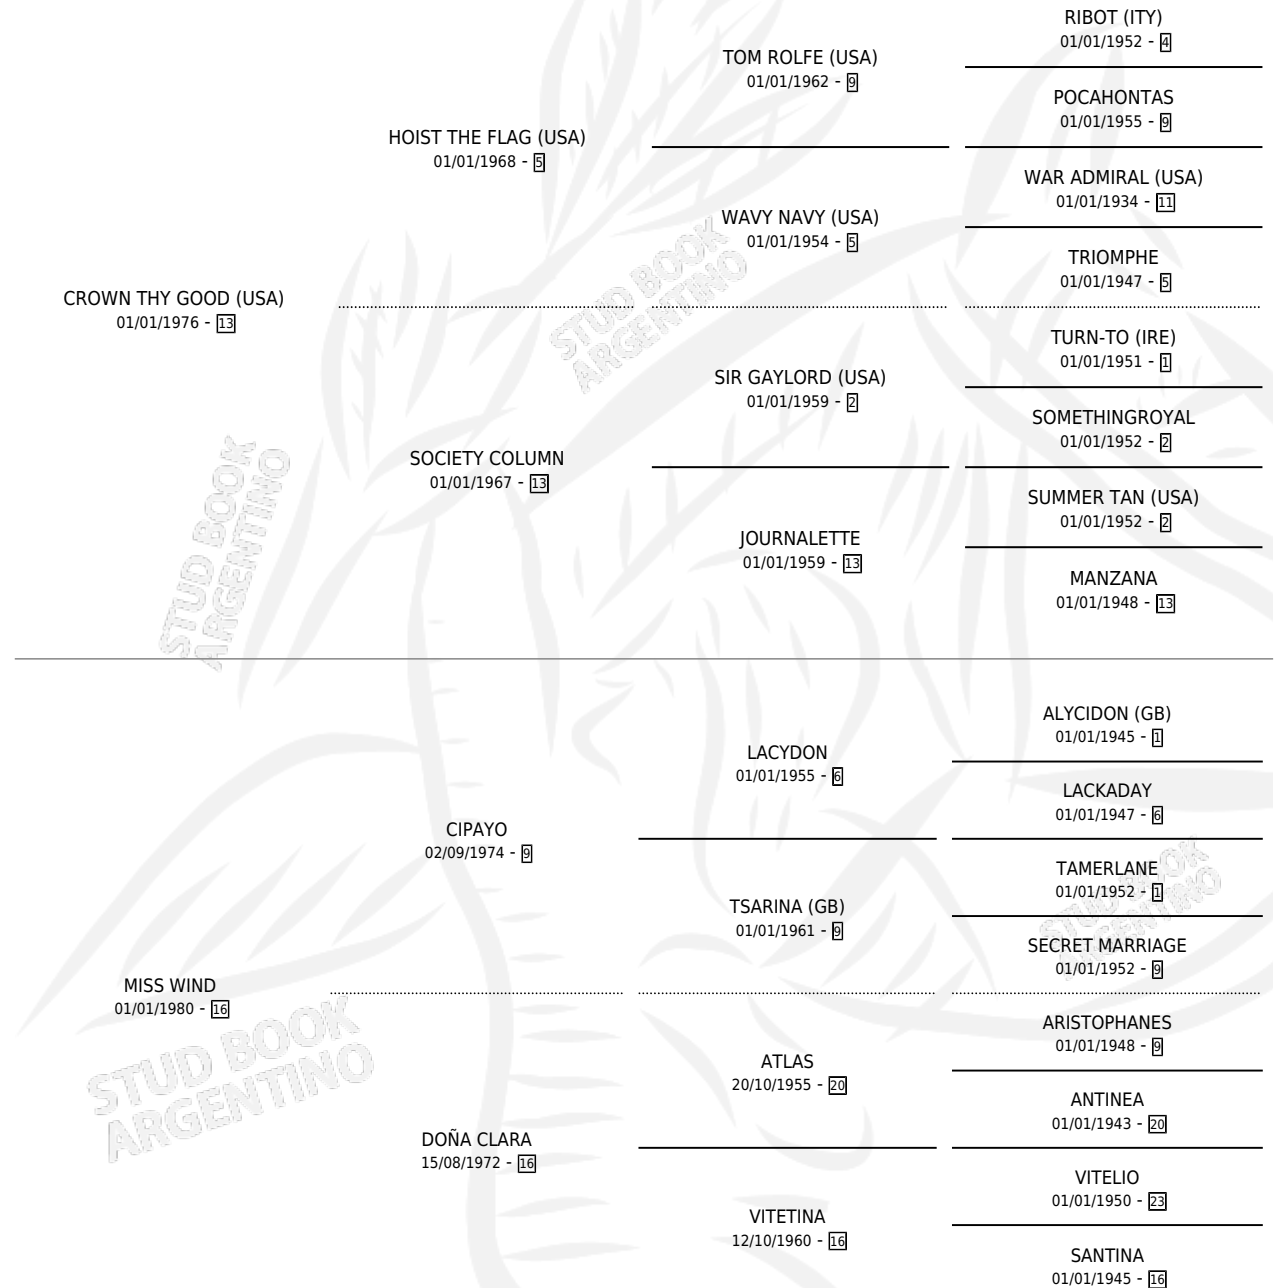 RIBOT (ITY)
01/01/1952 - 4
TOM ROLFE (USA)
01/01/1962 - 9
POCAHONTAS
01/01/1955 - 9
HOIST THE FLAG (USA)
01/01/1968 - 5
WAR ADMIRAL (USA)
01/01/1934 - 11
WAVY NAVY (USA)
01/01/1954 - 5
TRIOMPHE
01/01/1947 - 5
CROWN THY GOOD (USA)
01/01/1976 - 13
TURN-TO (IRE)
01/01/1951 - 1
SIR GAYLORD (USA)
01/01/1959 - 2
SOMETHINGROYAL
01/01/1952 - 2
SOCIETY COLUMN
01/01/1967 - 13
SUMMER TAN (USA)
01/01/1952 - 2
JOURNALETTE
01/01/1959 - 13
MANZANA
01/01/1948 - 13
ALYCIDON (GB)
01/01/1945 - 1
LACYDON
01/01/1955 - 6
LACKADAY
01/01/1947 - 6
CIPAYO
02/09/1974 - 9
TAMERLANE
01/01/1952 - 1
TSARINA (GB)
01/01/1961 - 9
SECRET MARRIAGE
01/01/1952 - 9
MISS WIND
01/01/1980 - 16
ARISTOPHANES
01/01/1948 - 9
ATLAS
20/10/1955 - 20
ANTINEA
01/01/1943 - 20
DOÑA CLARA
15/08/1972 - 16
VITELIO
01/01/1950 - 23
VITETINA
12/10/1960 - 16
SANTINA
01/01/1945 - 16
STUD BOOK
ARGENTINO
STUD BOOK
ARGENTINO
STUD BOOK
ARGENTINO
STUD BOOK
ARGENTINO